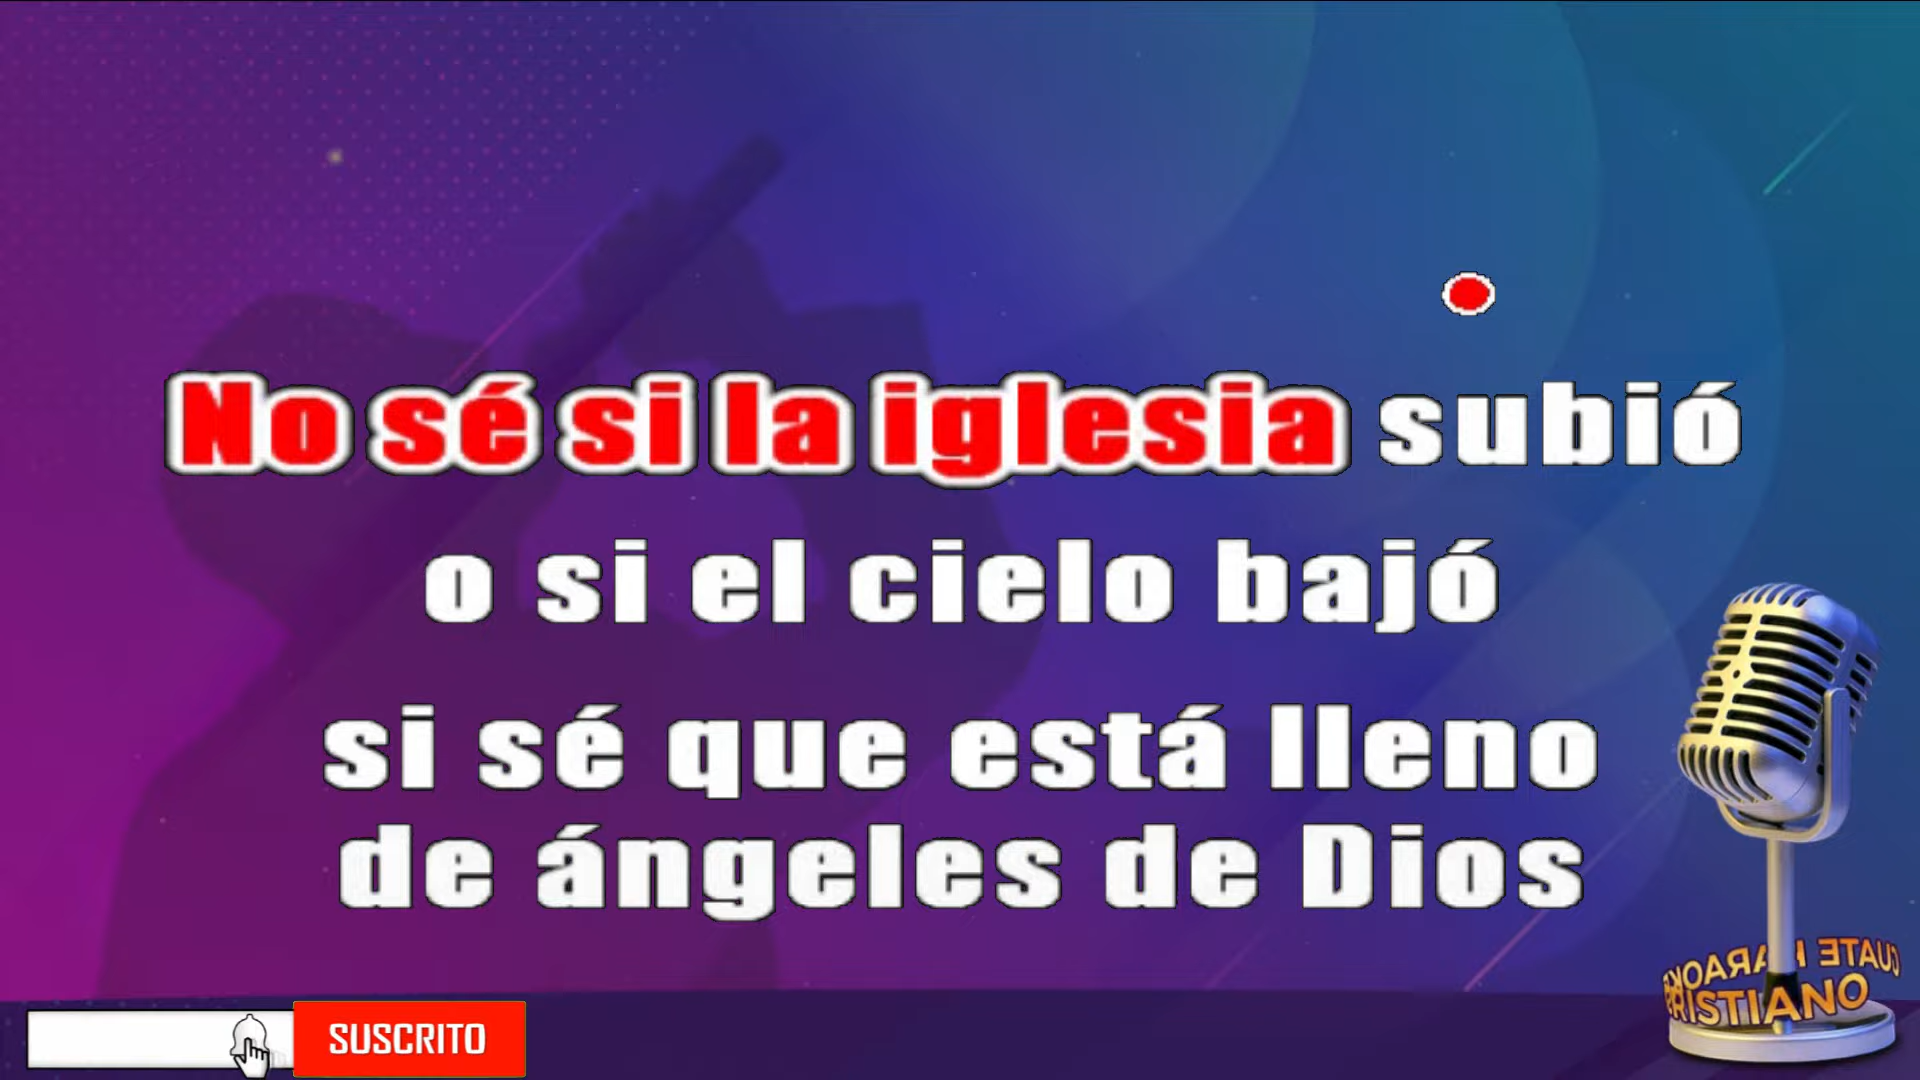 No sé si la iglesia subió
o si el cielo bajó
si sé que está lleno
de ángeles de Dios
SUSCRITO